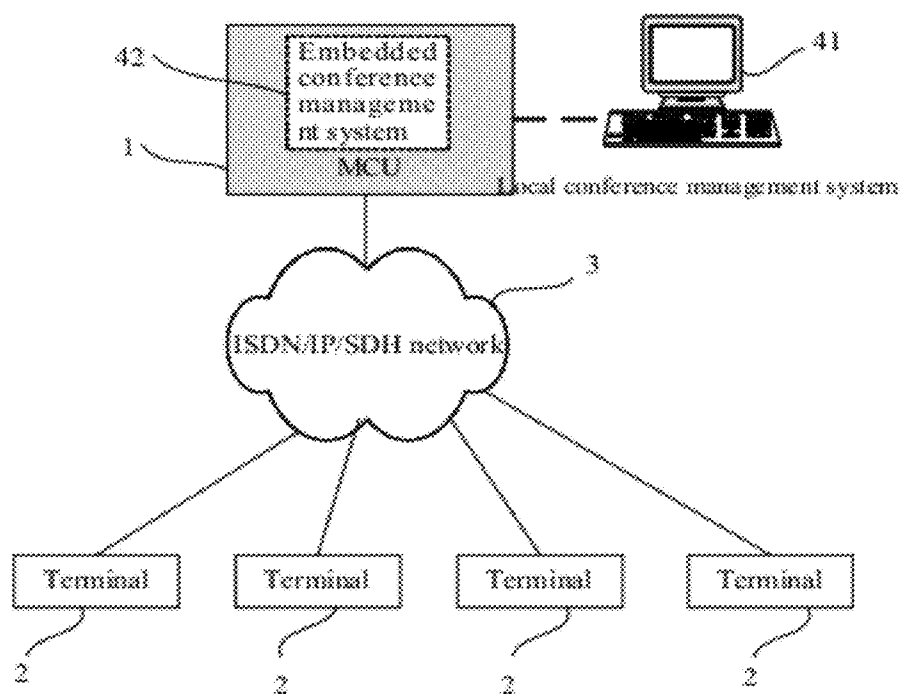 42
Embedded
conference
manageme
nt system
41
1
MCU
Local conference management system
3
ISDN/IP/SDH network
Terminal
Terminal
Terminal
Terminal
2
2
2
2